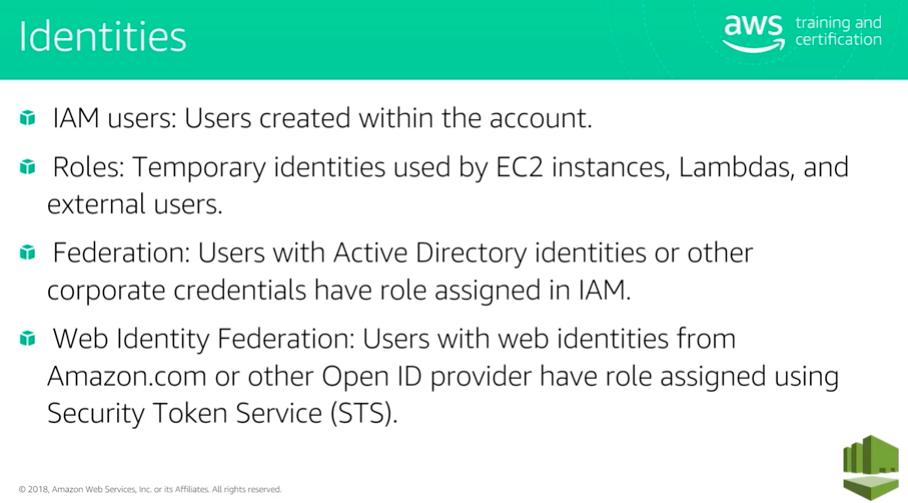 Identities
aws training and
certification
IAM users: Users created within the account.
Roles: Temporary identities used by EC2 instances, Lambdas, and
external users.
Federation: Users with Active Directory identities or other
corporate credentials have role assigned in IAM.
Web Identity Federation: Users with web identities from
Amazon.com or other Open ID provider have role assigned using
Security Token Service (STS).
© 2018, Amazon Web Services, Inc. or its Affiliates. All rights reserved.